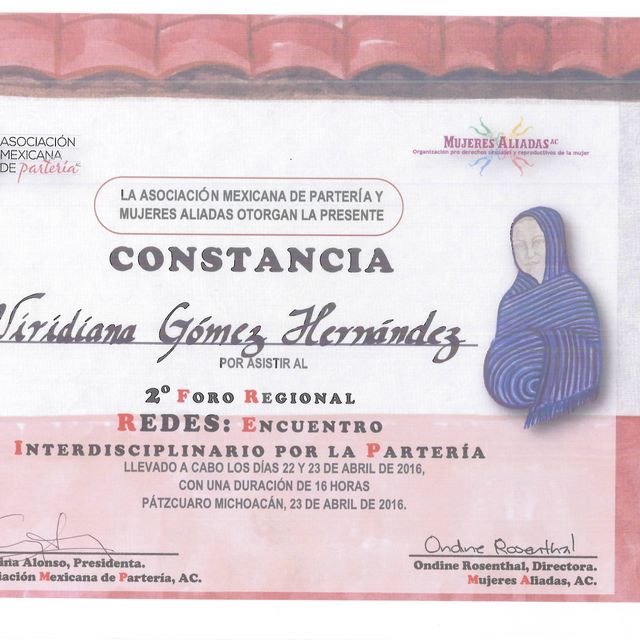 ASOCIACIÓN
MEXICANA
DE partería AC
MUJERES ALIADAS AC
Organización pro derechos sexuales y reproductivos de la mujer
LA ASOCIACIÓN MEXICANA DE PARTERÍA Y
MUJERES ALIADAS OTORGAN LA PRESENTE
CONSTANCIA
Viridiana Gómez Hernández
POR ASISTIR AL
2º FORO REGIONAL
REDES: ENCUENTRO
INTERDISCIPLINARIO POR LA PARTERÍA
LLEVADO A CABO LOS DÍAS 22 Y 23 DE ABRIL DE 2016,
CON UNA DURACIÓN DE 16 HORAS
PÁTZCUARO MICHOACÁN, 23 DE ABRIL DE 2016.
Ondine Rosenthal
ina Alonso, Presidenta.
iación Mexicana de Partería, AC.
Ondine Rosenthal, Directora.
Mujeres Aliadas, AC.